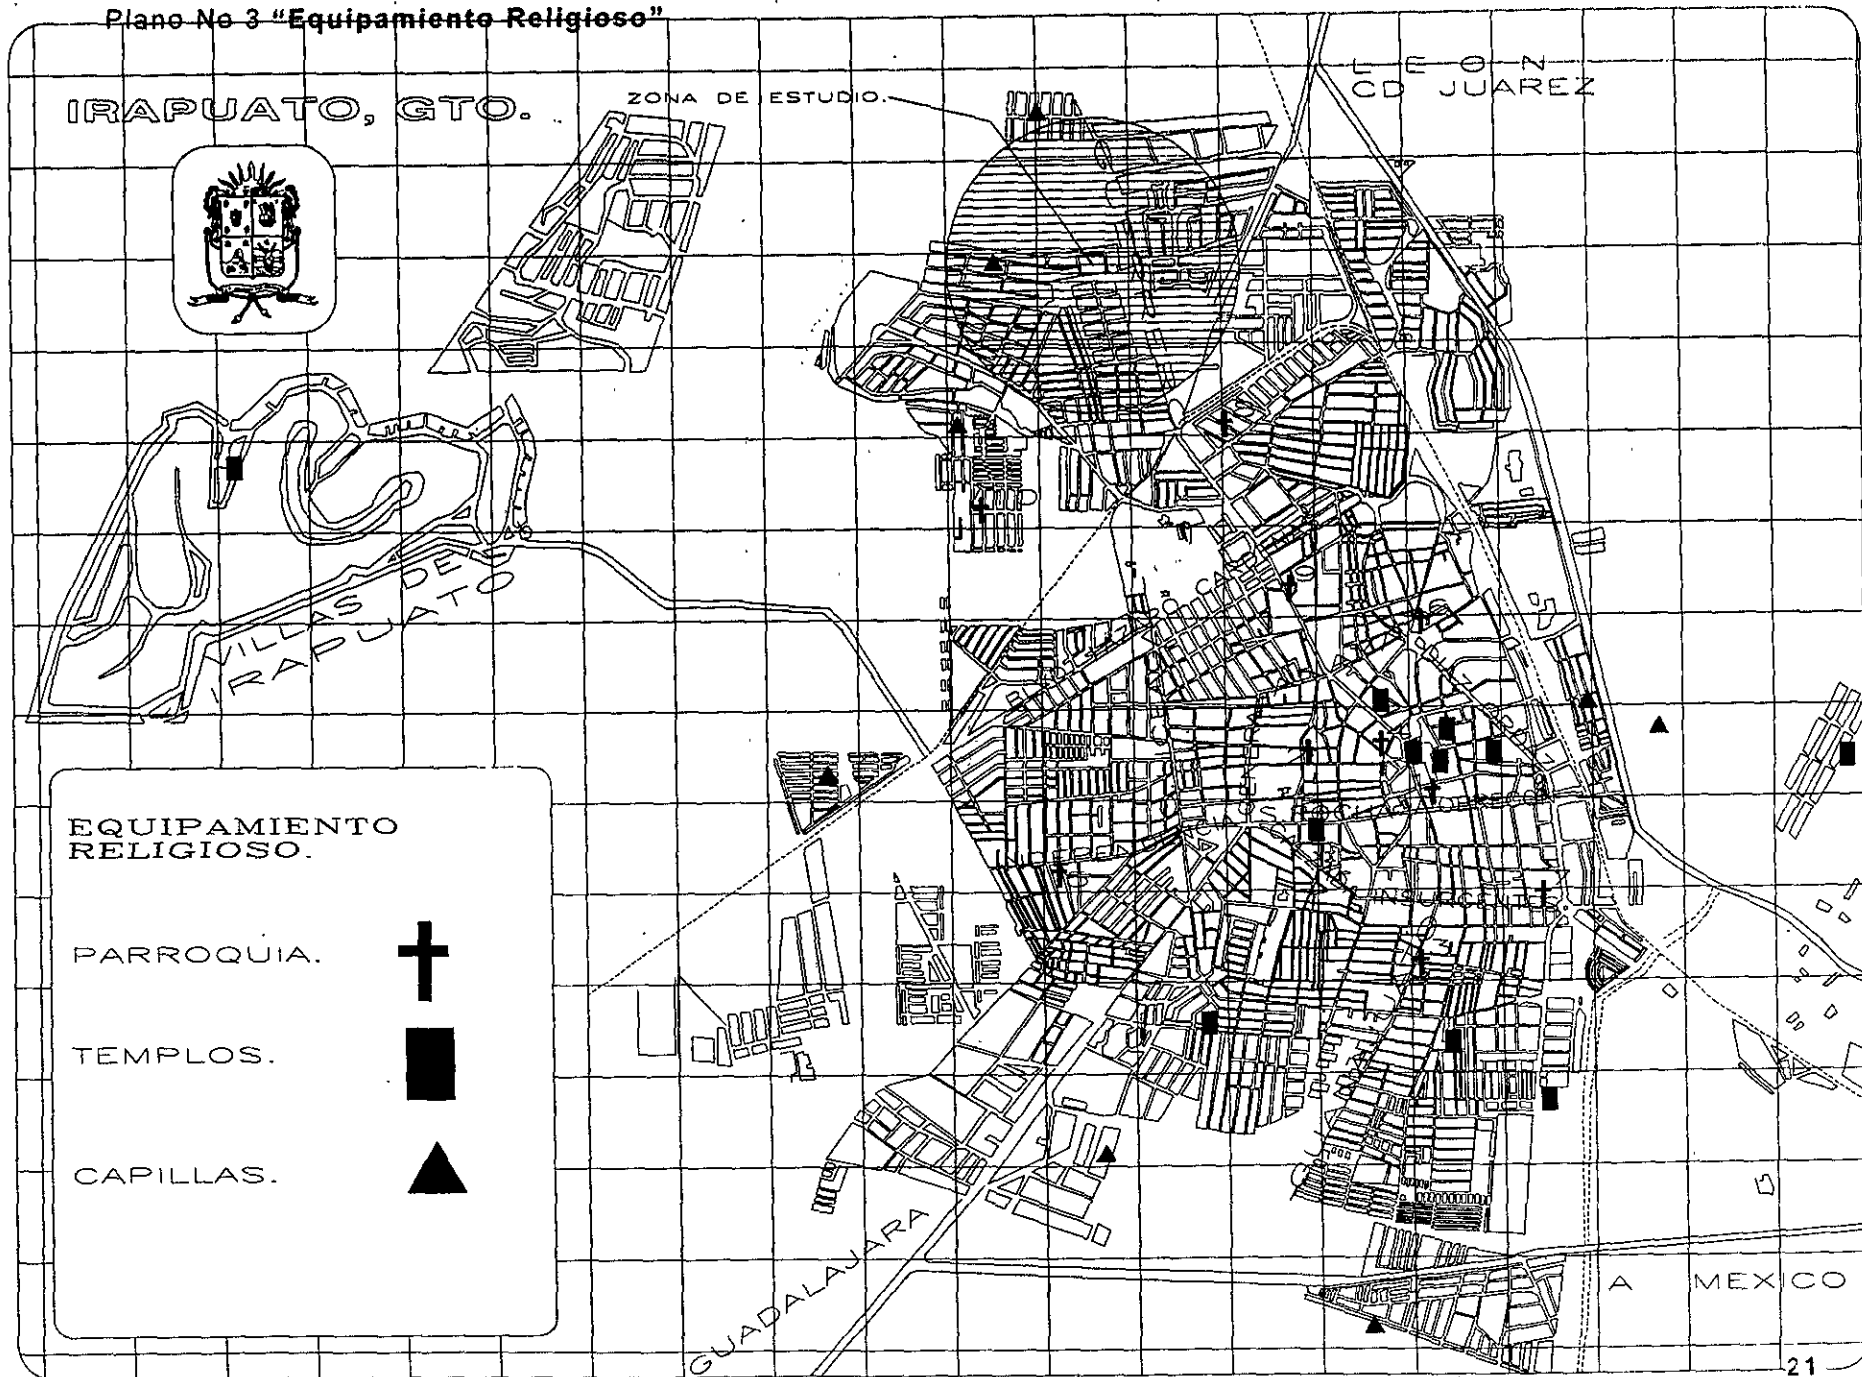 Plano No 3 “Equipamiento Religioso”
IRAPUATO, GTO.
ZONA DE ESTUDIO.
LEON
CD JUAREZ
VILLAS DE
IRAPUATO
EQUIPAMIENTO
RELIGIOSO.
PARROQUIA.
TEMPLOS.
CAPILLAS.
INSURGENTES
GUADALAJARA
A MEXICO
21